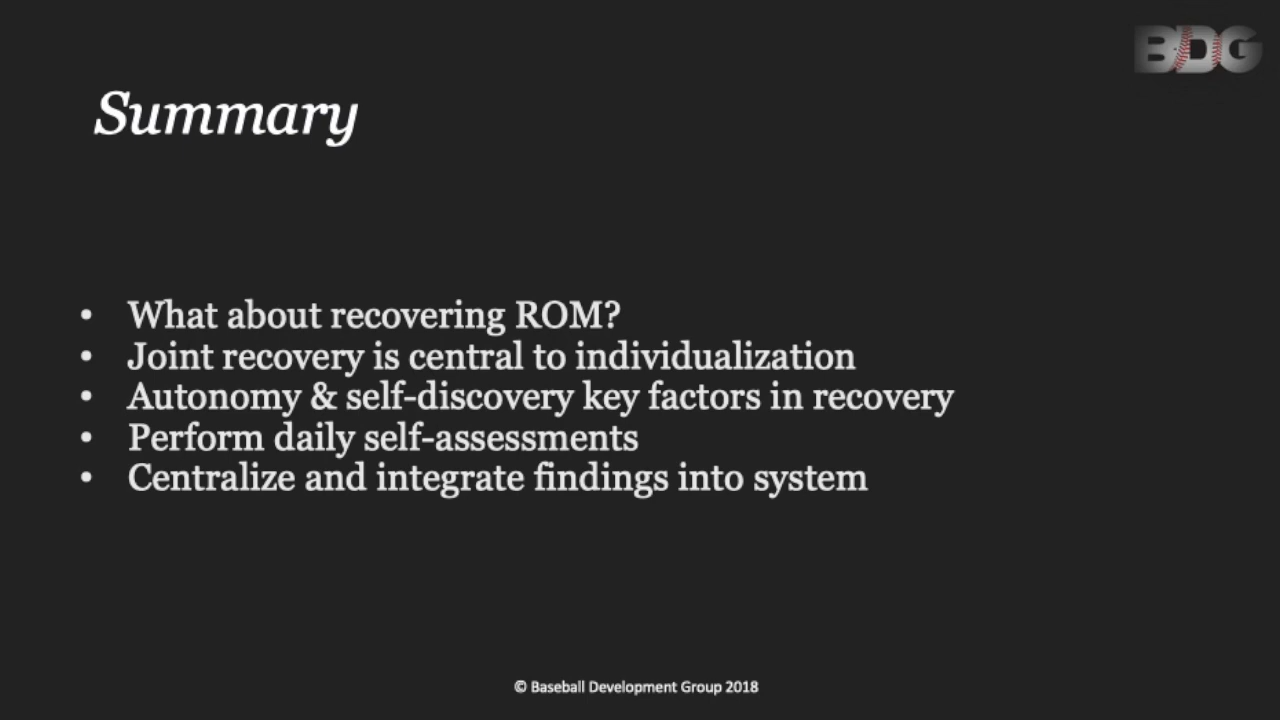 BDG
Summary
• What about recovering ROM?
• Joint recovery is central to individualization
• Autonomy & self-discovery key factors in recovery
• Perform daily self-assessments
• Centralize and integrate findings into system
© Baseball Development Group 2018